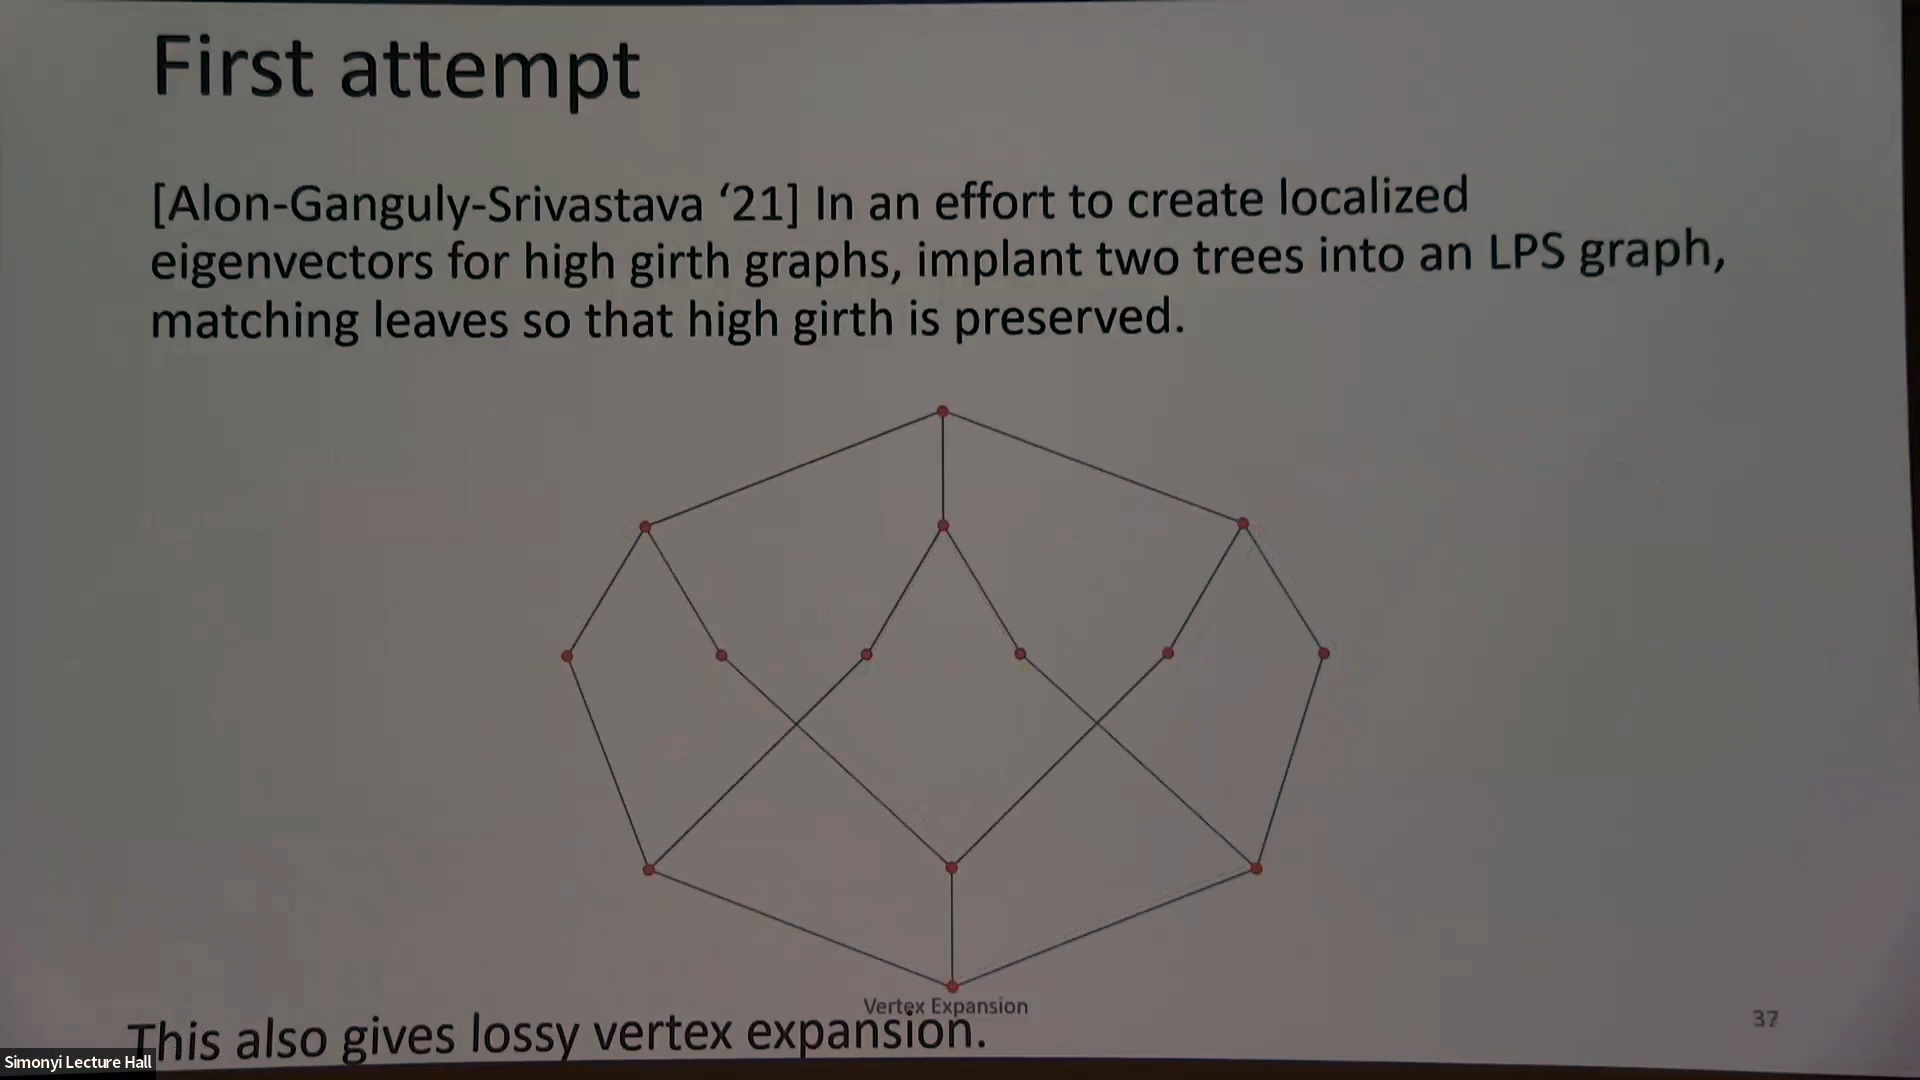 First attempt
[Alon-Ganguly-Srivastava ‘21] In an effort to create localized
eigenvectors for high girth graphs, implant two trees into an LPS graph,
matching leaves so that high girth is preserved.
Vertex Expansion
37
This also gives lossy vertex expansion.
Simonyi Lecture Hall